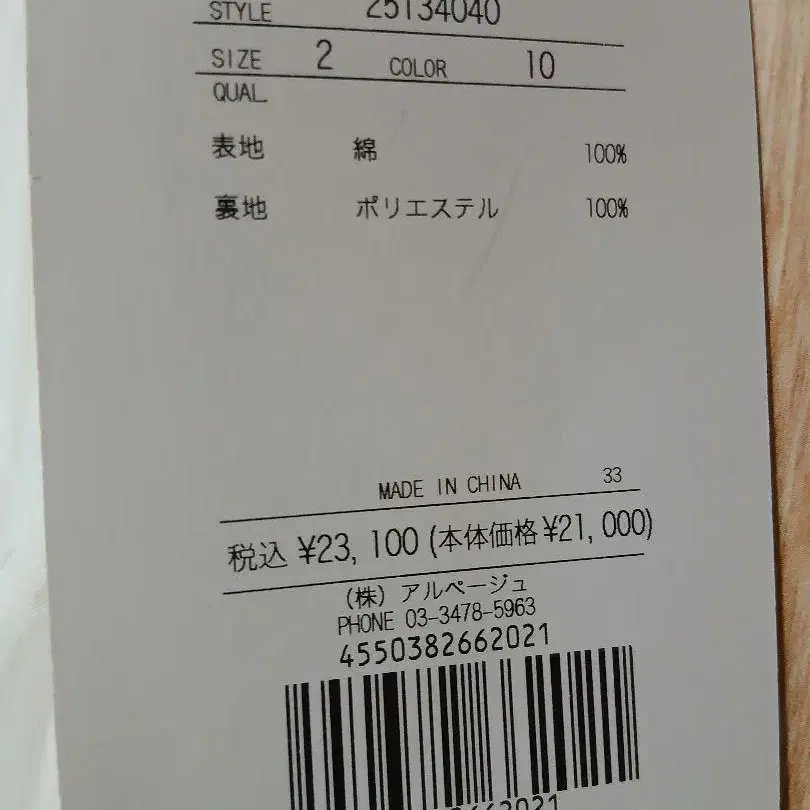 STYLE 25134040
SIZE 2 COLOR 10
QUAL
表地 綿 100%
裏地 ポリエステル 100%
MADE IN CHINA 33
税込 ¥23,100 (本体価格¥21,000)
(株) アルページュ
PHONE 03-3478-5963
4550382662021